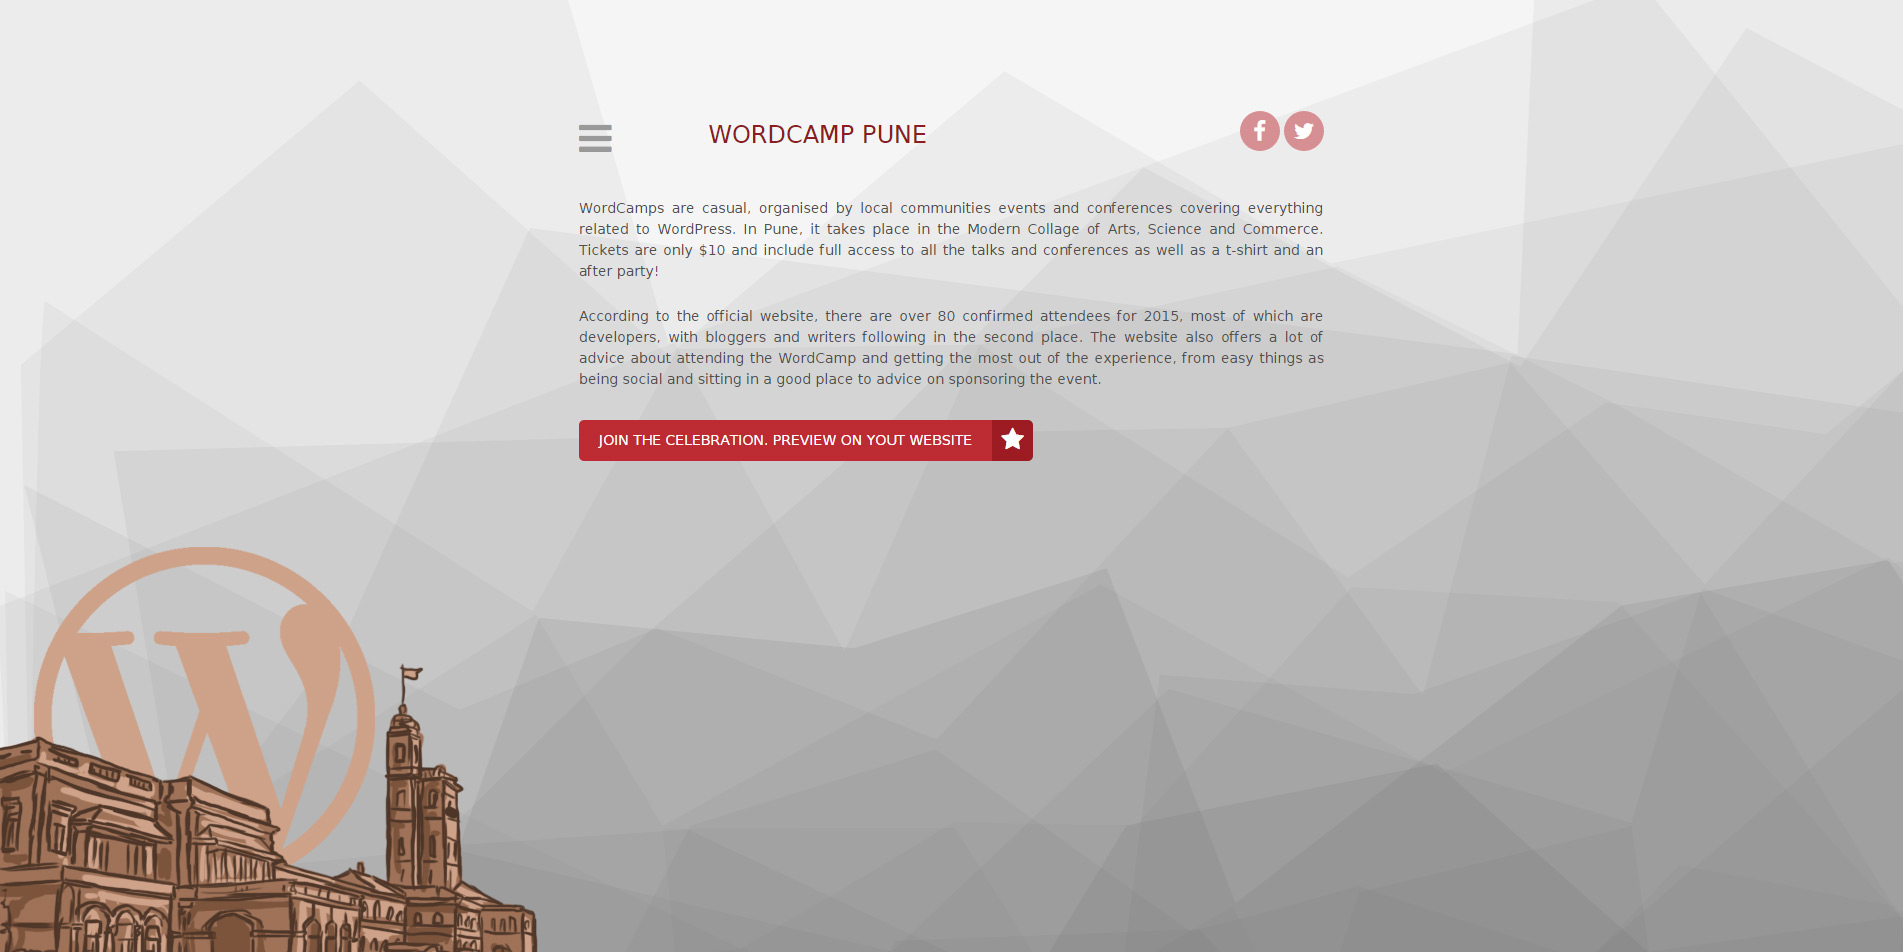 WORDCAMP PUNE
WordCamps are casual, organised by local communities events and conferences covering everything
related to WordPress. In Pune, it takes place in the Modern Collage of Arts, Science and Commerce.
Tickets are only $10 and include full access to all the talks and conferences as well as a t-shirt and an
after party!
According to the official website, there are over 80 confirmed attendees for 2015, most of which are
developers, with bloggers and writers following in the second place. The website also offers a lot of
advice about attending the WordCamp and getting the most out of the experience, from easy things as
being social and sitting in a good place to advice on sponsoring the event.
JOIN THE CELEBRATION. PREVIEW ON YOUT WEBSITE